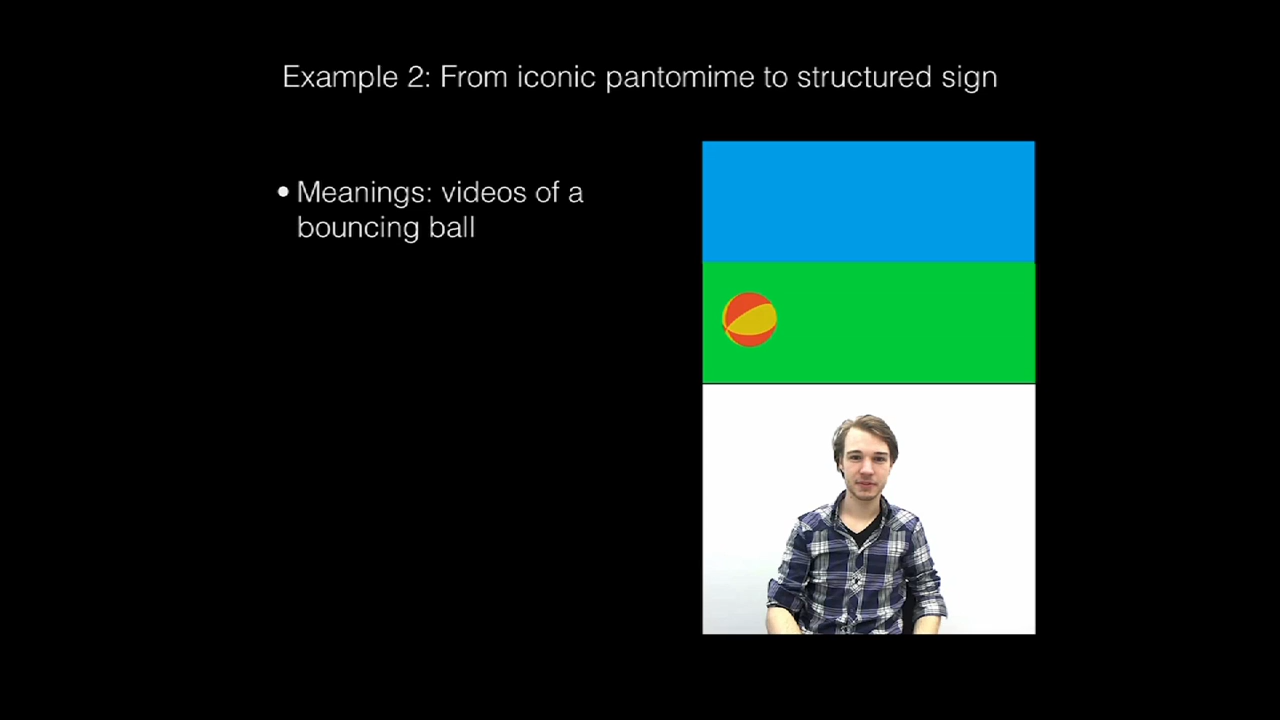 Example 2: From iconic pantomime to structured sign
• Meanings: videos of a
bouncing ball